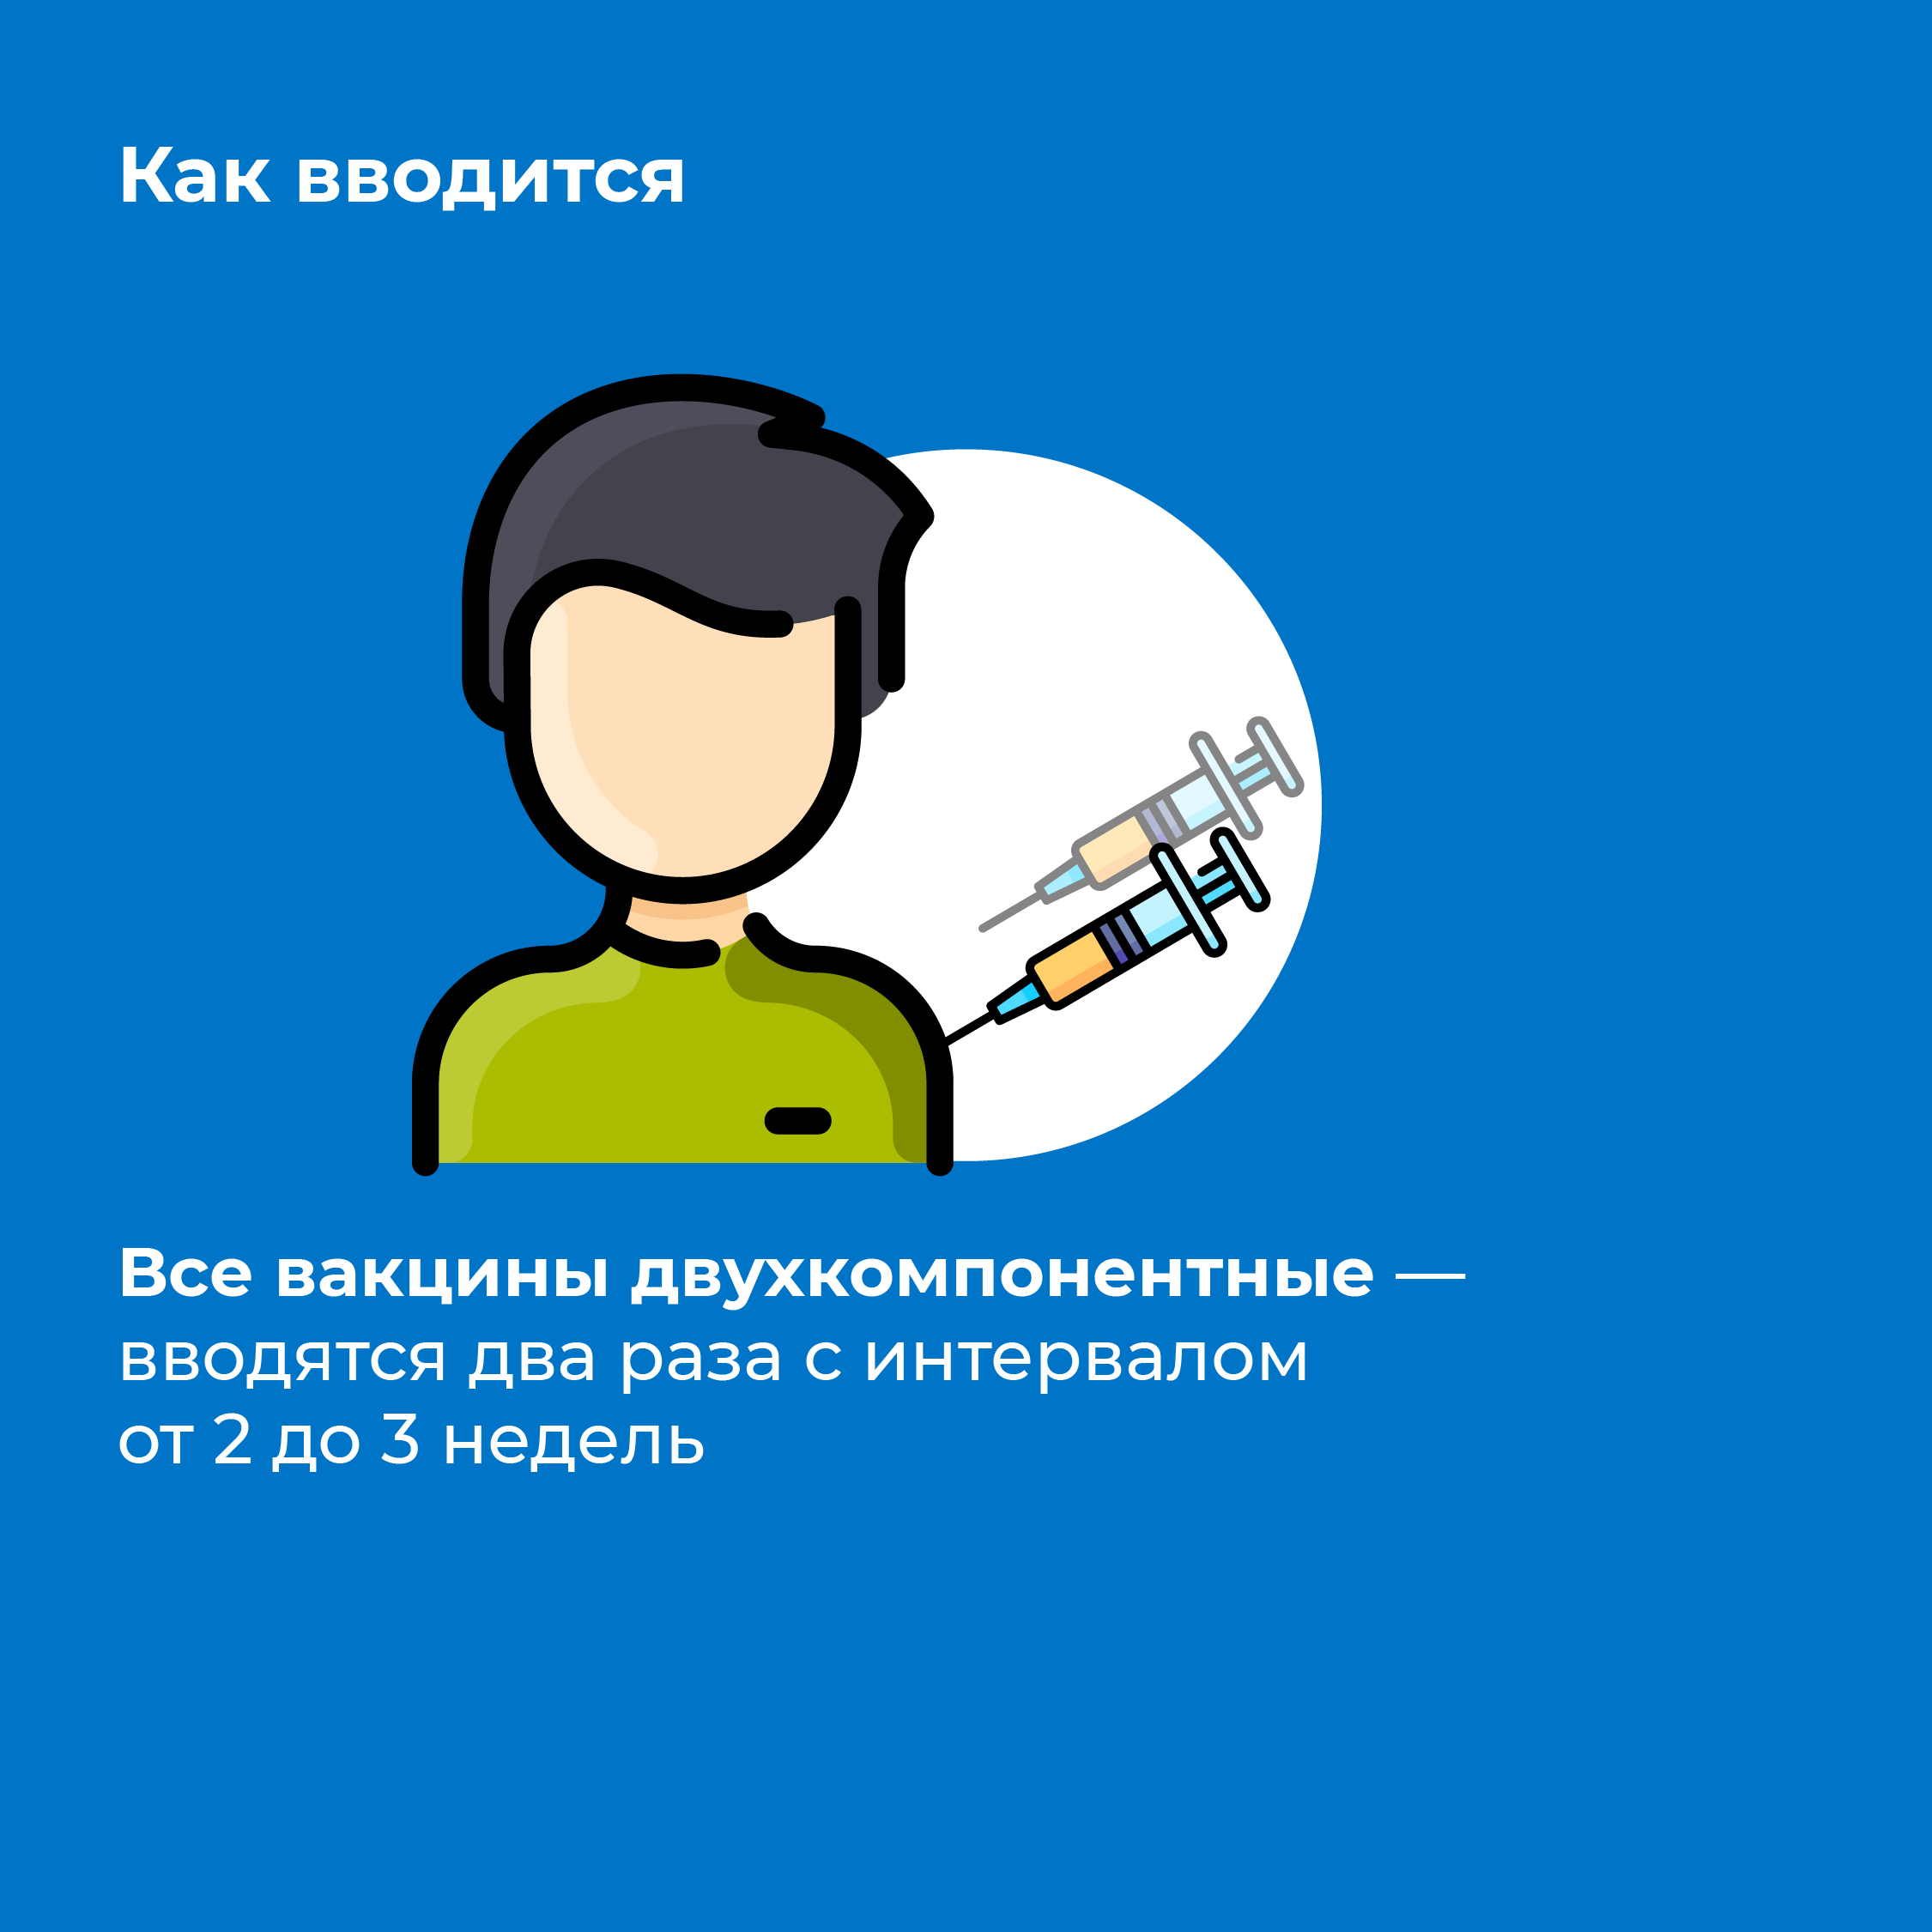 Как вводится
Все вакцины двухкомпонентные —
вводятся два раза с интервалом
от 2 до 3 недель